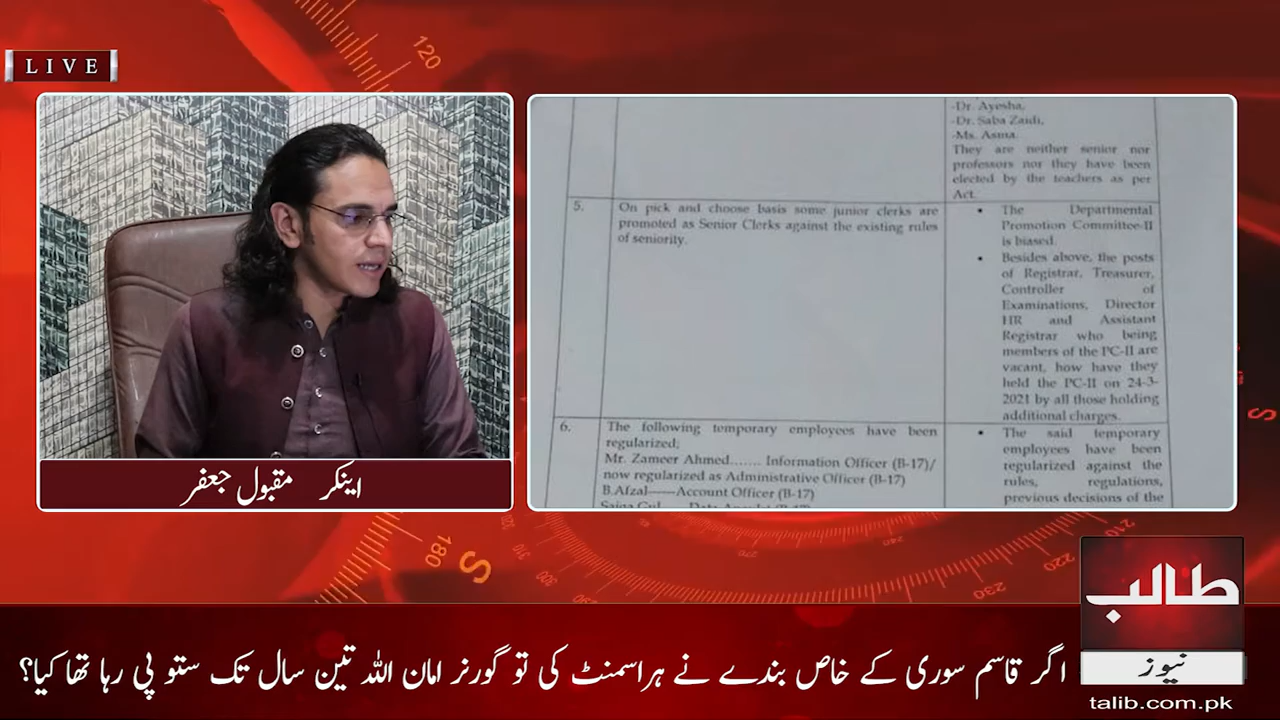 LIVE
120
-Dr. Ayesha,
-Dr. Saba Zaidi,
-Ms. Asma.
They are neither senior nor
professors nor they have been
elected by the teachers as per
Act.
5.
On pick and choose basis some junior clerks are
promoted as Senior Clerks against the existing rules
of seniority.
• The Departmental
Promotion Committee-II
is biased.
• Besides above, the posts
of Registrar, Treasurer,
Controller of
Examinations, Director
HR and Assistant
Registrar who being
members of the PC-II are
vacant, how have they
held the PC-II on 24-3-
2021 by all those holding
additional charges.
6.
The following temporary employees have been
regularized;
Mr. Zameer Ahmed....... Information Officer (B-17)/
now regularized as Administrative Officer (B-17)
B.Afzal——Account Officer (B-17)
• The said temporary
employees have been
regularized against the
rules, regulations,
previous decisions of the
اینکر مقبول جعفر
180
S
300
230
220
210
S
طالب
نیوز
talib.com.pk
اگر قاسم سوری کے خاص بندے نے ہراسمنٹ کی تو گورنر امان اللہ تین سال تک ستو پی رہا تھا کیا؟